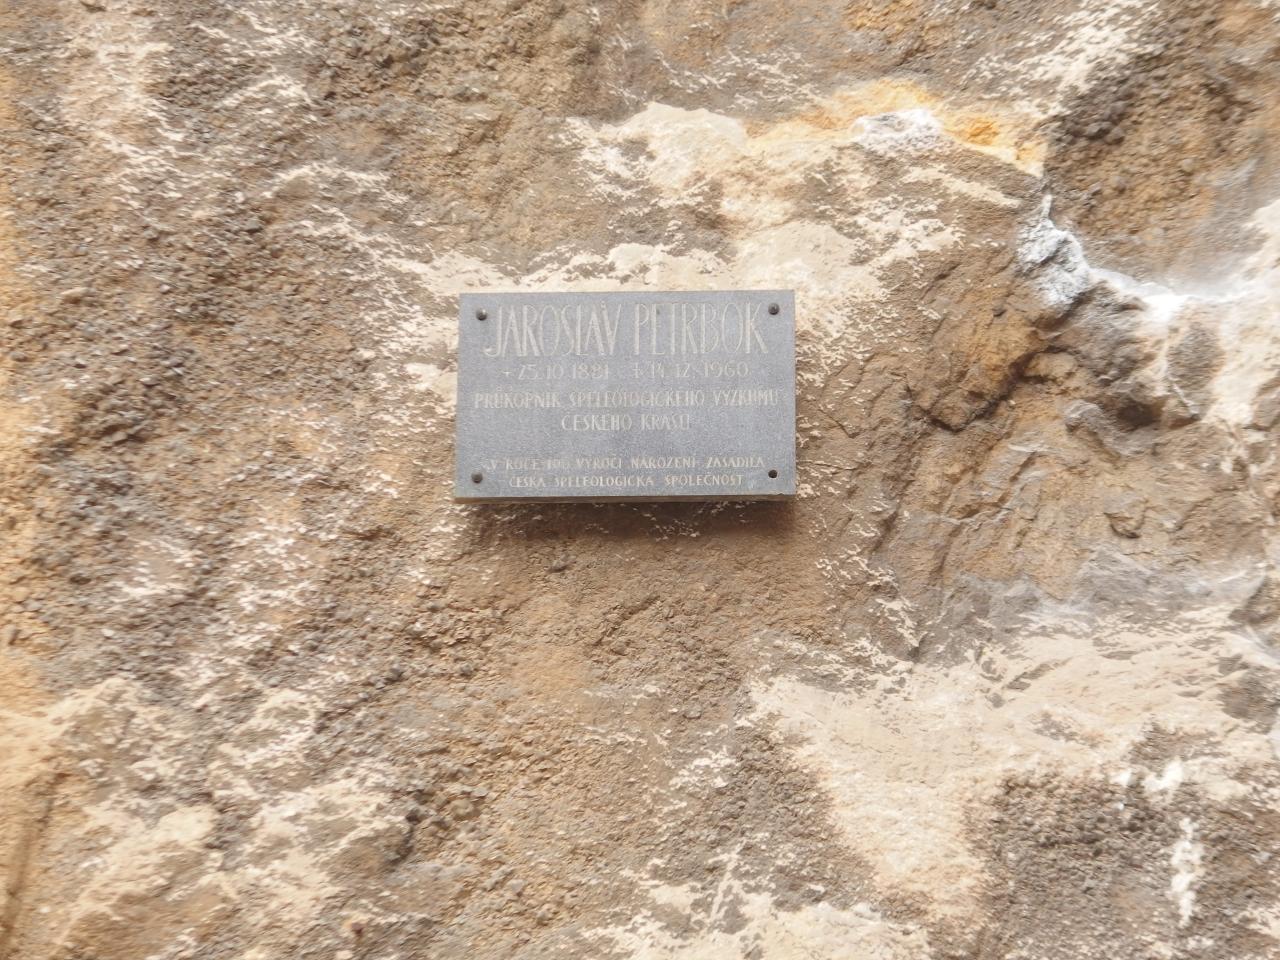 JAROSLAV PETRBOK
* 25.10.1881 † 14.12.1960
PRŮKOPNÍK SPELEOLOGICKÉHO VÝZKUMU
ČESKÉHO KRASU
V ROCE 100. VÝROČÍ NAROZENÍ ZASADILA
ČESKÁ SPELEOLOGICKÁ SPOLEČNOST